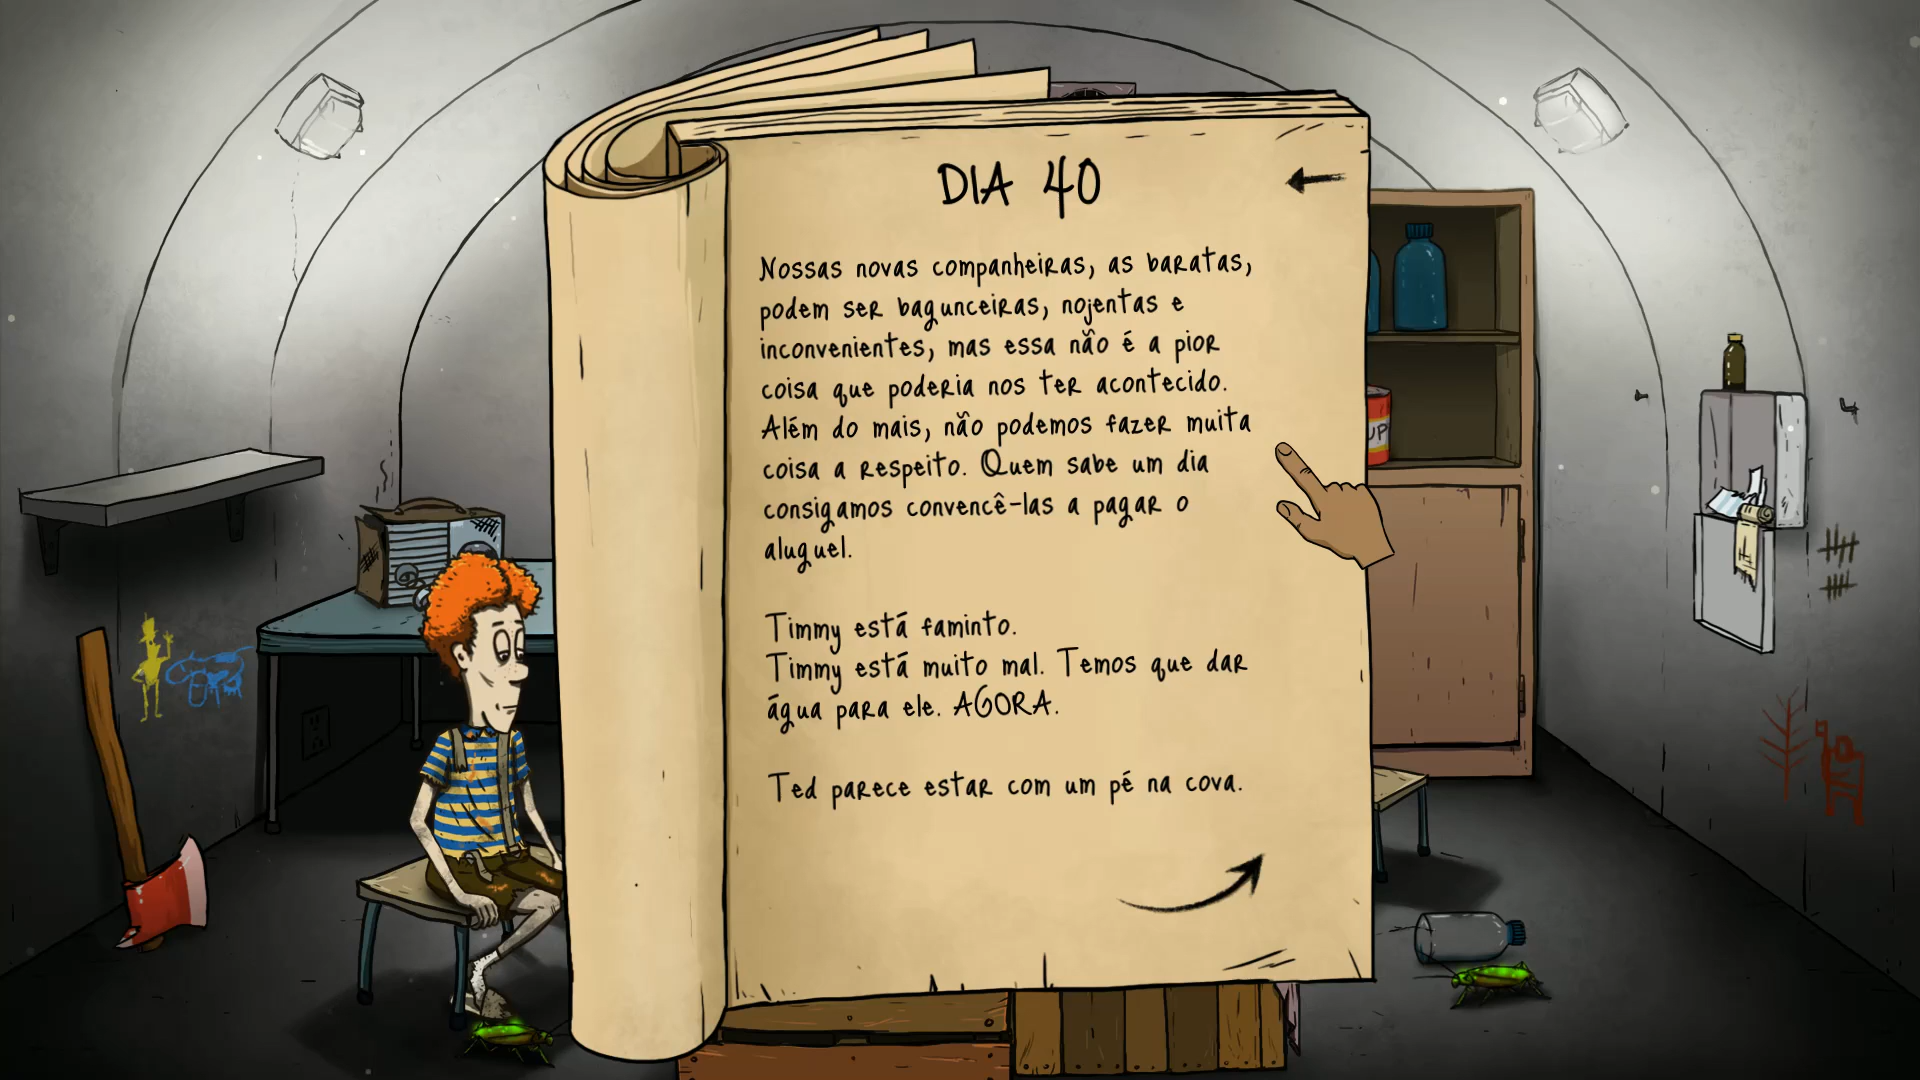 DIA 40
Nossas novas companheiras, as baratas,
podem ser bagunceiras, nojentas e
inconvenientes, mas essa não é a pior
coisa que poderia nos ter acontecido.
Além do mais, não podemos fazer muita
coisa a respeito. Quem sabe um dia
consigamos convencê-las a pagar o
aluguel.
Timmy está faminto.
Timmy está muito mal. Temos que dar
água para ele. AGORA.
Ted parece estar com um pé na cova.
UP